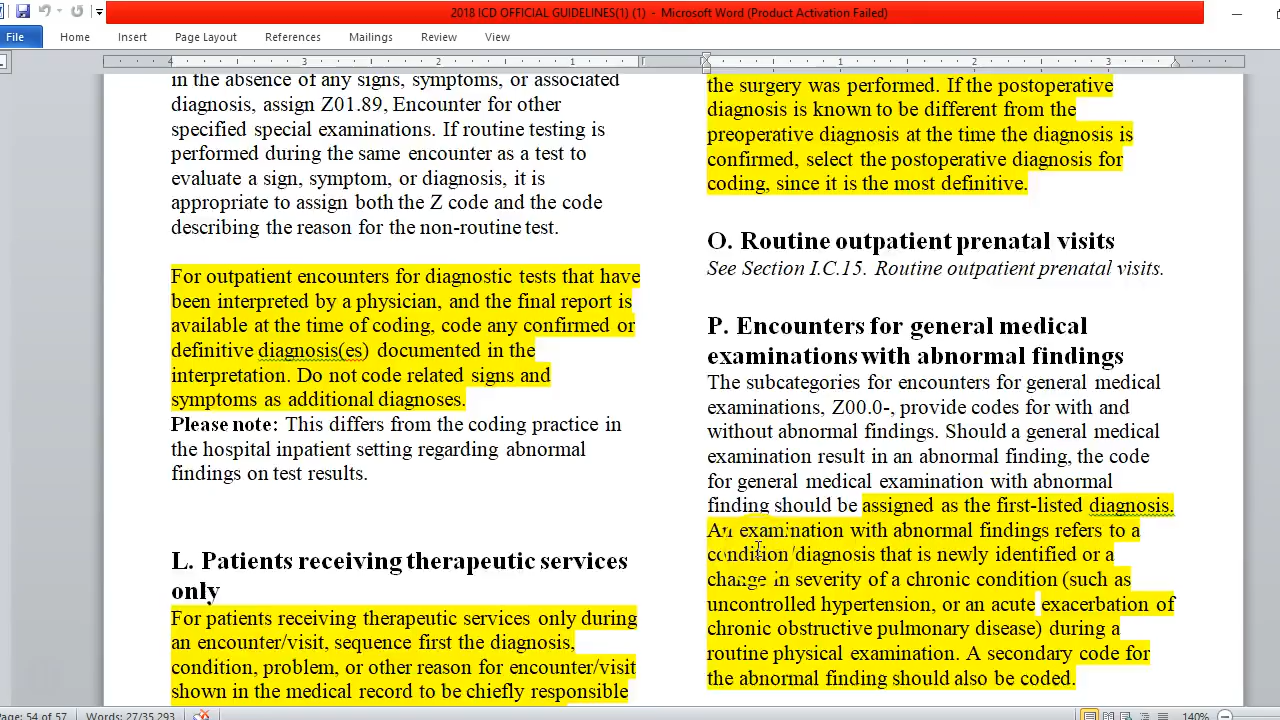 2018 ICD OFFICIAL GUIDELINES(1) (1) - Microsoft Word (Product Activation Failed)
File Home Insert Page Layout References Mailings Review View
4 3 2 1 1 2 3
in the absence of any signs, symptoms, or associated
diagnosis, assign Z01.89, Encounter for other
specified special examinations. If routine testing is
performed during the same encounter as a test to
evaluate a sign, symptom, or diagnosis, it is
appropriate to assign both the Z code and the code
describing the reason for the non-routine test.
For outpatient encounters for diagnostic tests that have
been interpreted by a physician, and the final report is
available at the time of coding, code any confirmed or
definitive diagnosis(es) documented in the
interpretation. Do not code related signs and
symptoms as additional diagnoses.
Please note: This differs from the coding practice in
the hospital inpatient setting regarding abnormal
findings on test results.
L. Patients receiving therapeutic services
only
For patients receiving therapeutic services only during
an encounter/visit, sequence first the diagnosis,
condition, problem, or other reason for encounter/visit
shown in the medical record to be chiefly responsible
the surgery was performed. If the postoperative
diagnosis is known to be different from the
preoperative diagnosis at the time the diagnosis is
confirmed, select the postoperative diagnosis for
coding, since it is the most definitive.
O. Routine outpatient prenatal visits
See Section I.C.15. Routine outpatient prenatal visits.
P. Encounters for general medical
examinations with abnormal findings
The subcategories for encounters for general medical
examinations, Z00.0-, provide codes for with and
without abnormal findings. Should a general medical
examination result in an abnormal finding, the code
for general medical examination with abnormal
finding should be assigned as the first-listed diagnosis.
An examination with abnormal findings refers to a
condition/diagnosis that is newly identified or a
change in severity of a chronic condition (such as
uncontrolled hypertension, or an acute exacerbation of
chronic obstructive pulmonary disease) during a
routine physical examination. A secondary code for
the abnormal finding should also be coded.
Page: 54 of 57 Words: 27/35,293 140%